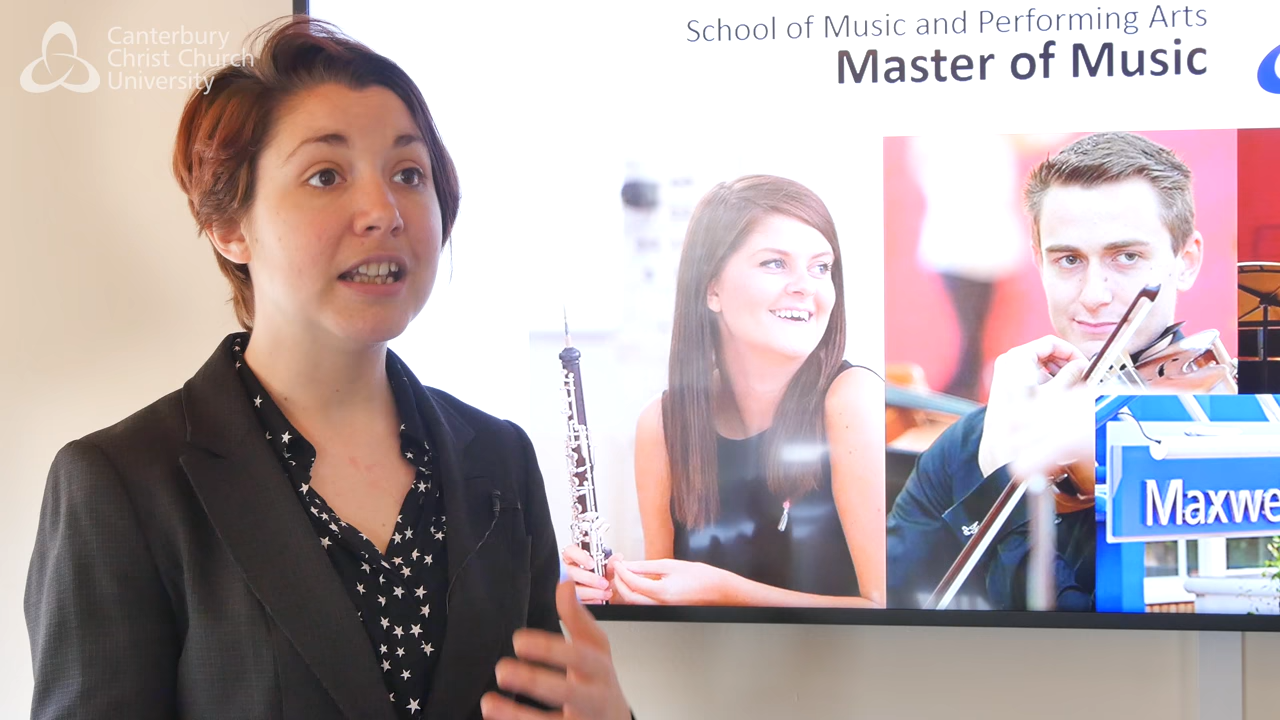 Canterbury
Christ Church
University
School of Music and Performing Arts
Master of Music
Maxwe